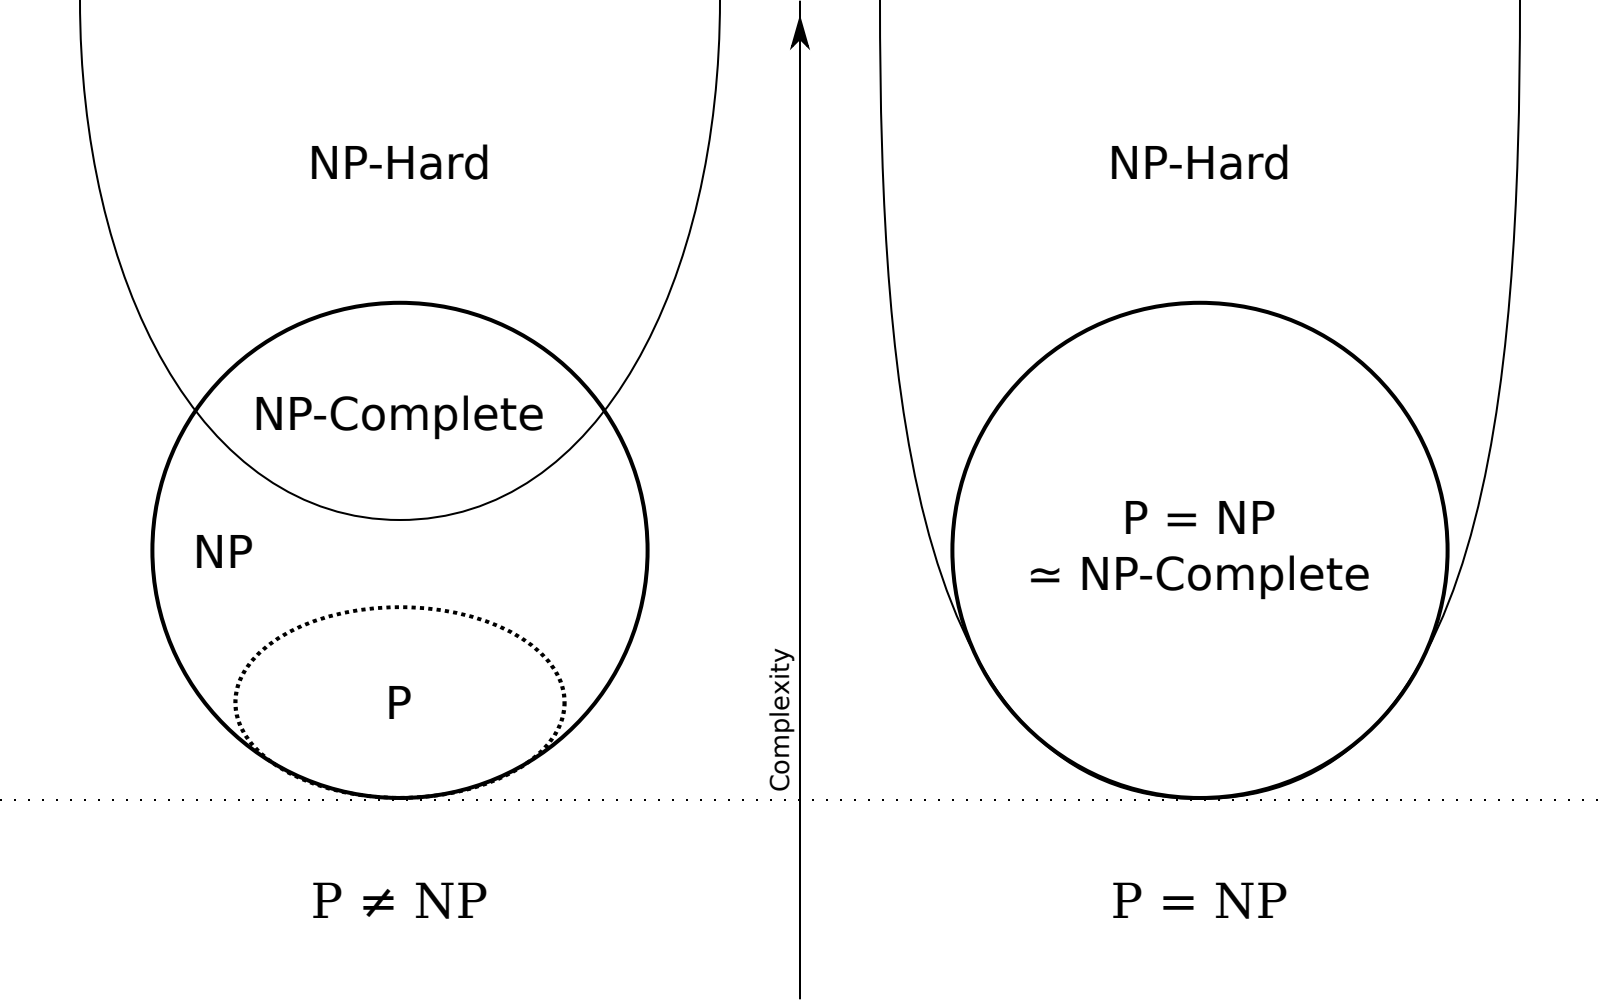 NP-Hard
NP-Complete
NP
P
P ≠ NP
Complexity
NP-Hard
P = NP
≃ NP-Complete
P = NP